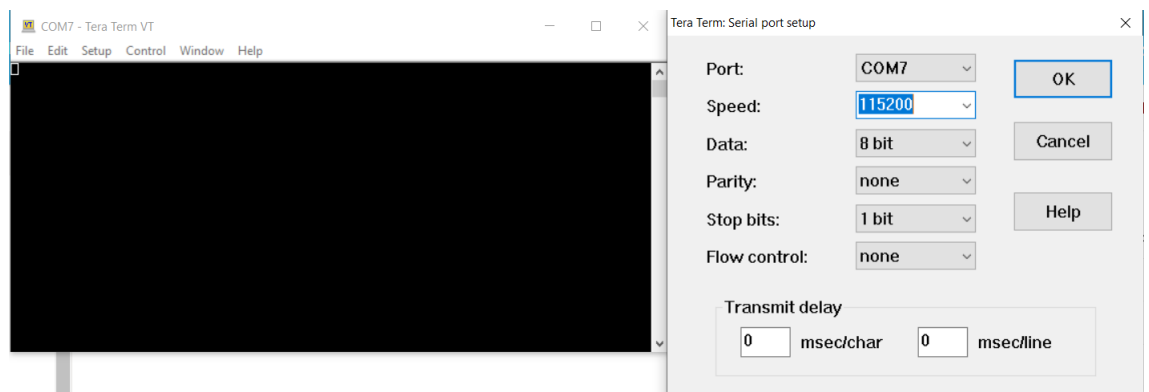 COM7 - Tera Term VT
File Edit Setup Control Window Help
Tera Term: Serial port setup
Port: COM7
OK
Speed: 115200
Data: 8 bit
Cancel
Parity: none
Stop bits: 1 bit
Help
Flow control: none
Transmit delay
0 msec/char 0 msec/line